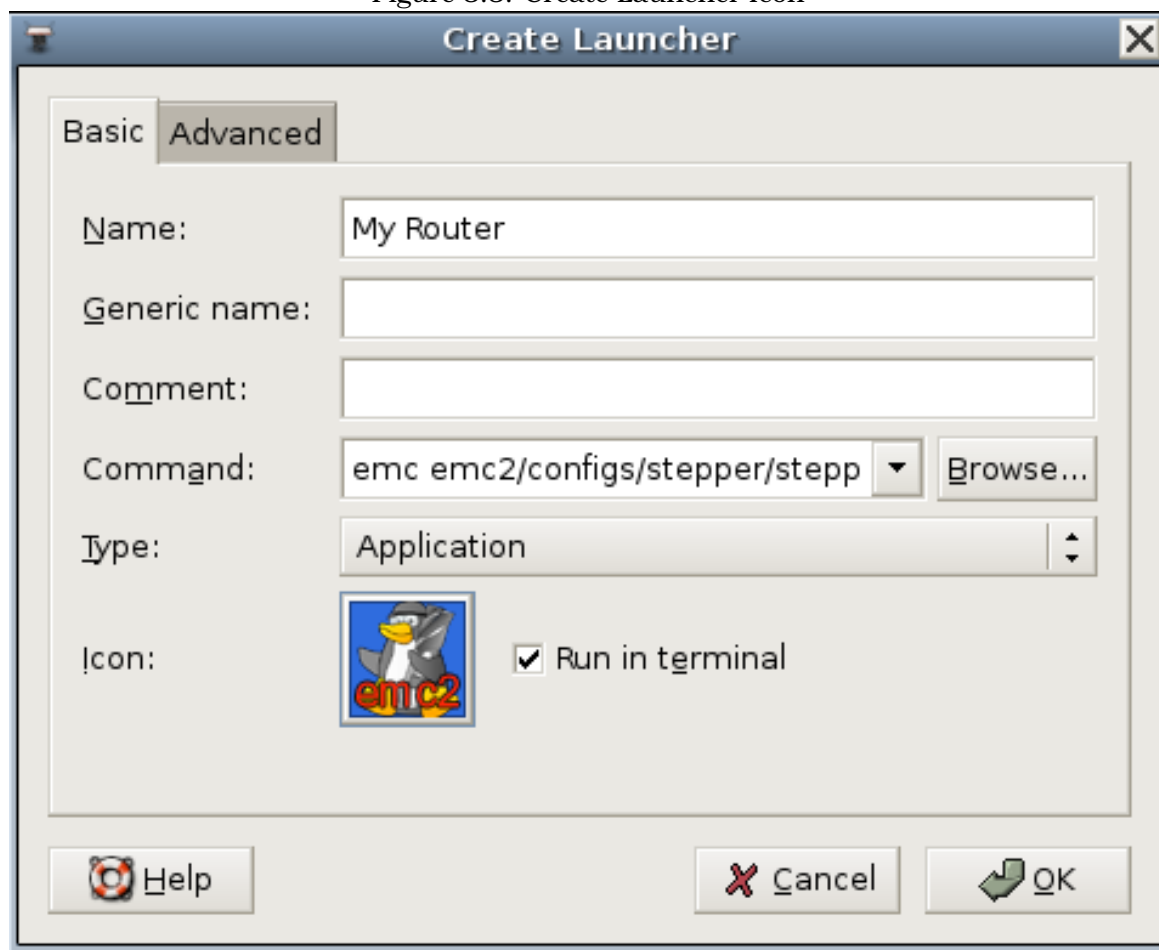 Create Launcher
Basic Advanced
Name: My Router
Generic name:
Comment:
Command: emc emc2/configs/stepper/stepp Browse...
Type: Application
emc2
Icon: Run in terminal
Help Cancel OK